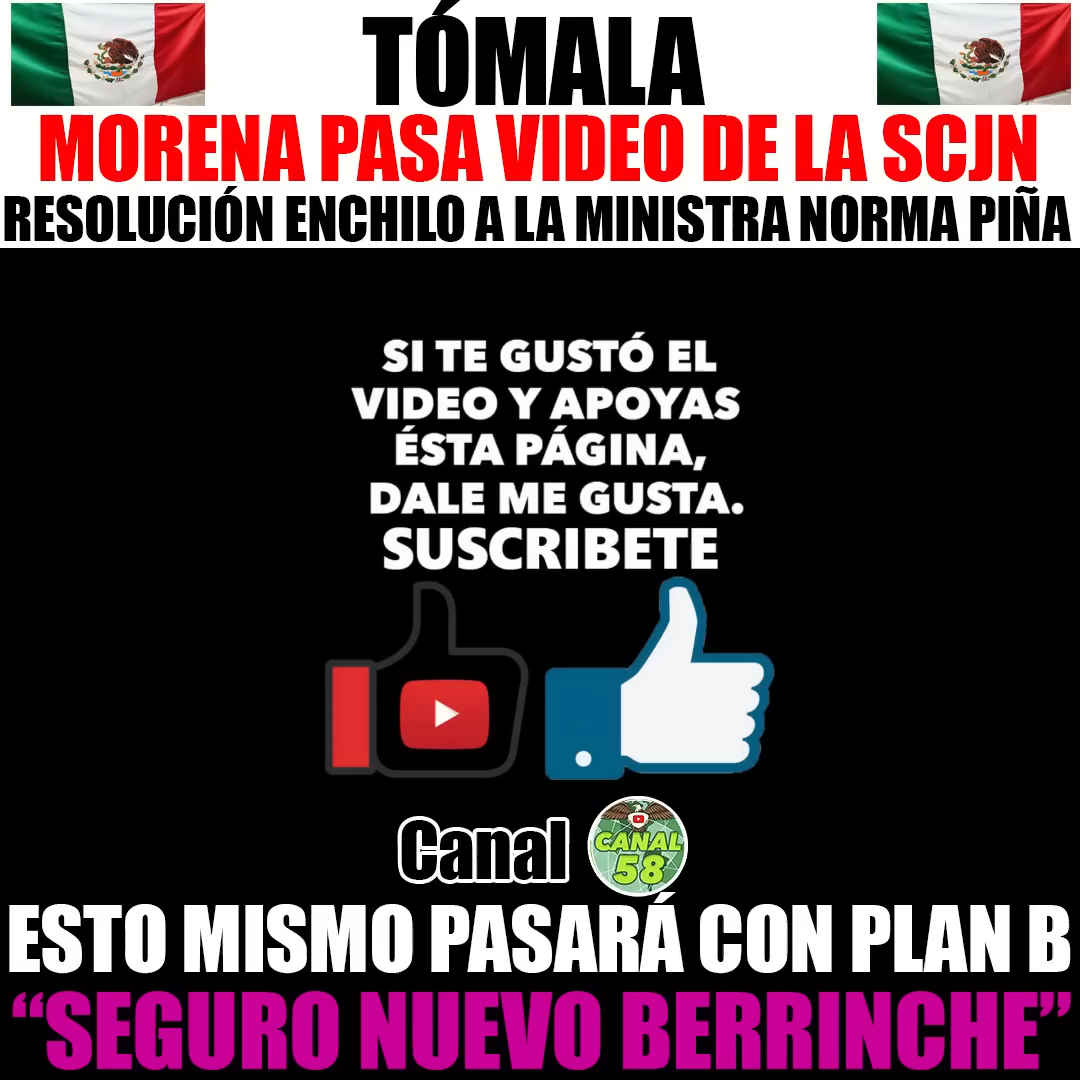 TÓMALA
MORENA PASA VIDEO DE LA SCJN
RESOLUCIÓN ENCHILO A LA MINISTRA NORMA PIÑA
SI TE GUSTÓ EL
VIDEO Y APOYAS
ÉSTA PÁGINA,
DALE ME GUSTA.
SUSCRIBETE
Canal
CANAL
58
ESTO MISMO PASARÁ CON PLAN B
“SEGURO NUEVO BERRINCHE”